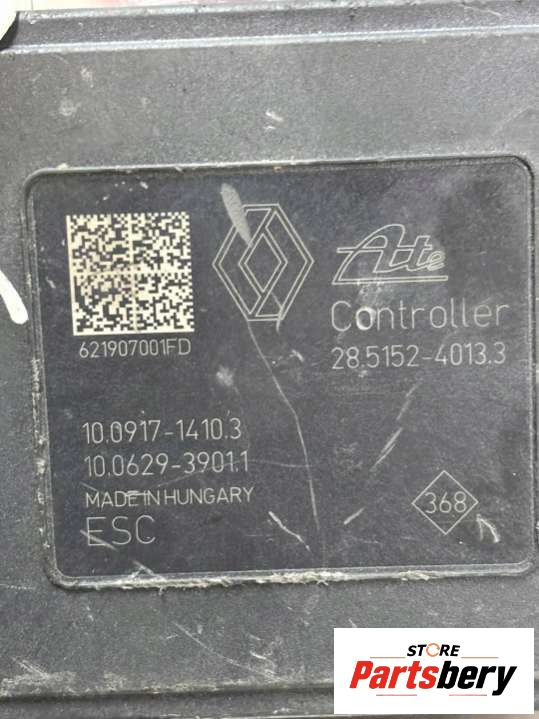 Ate
Controller
621907001FD
28.5152-4013.3
10.0917-1410.3
10.0629-3901.1
MADE IN HUNGARY
ESC
368
STORE
Partsbery